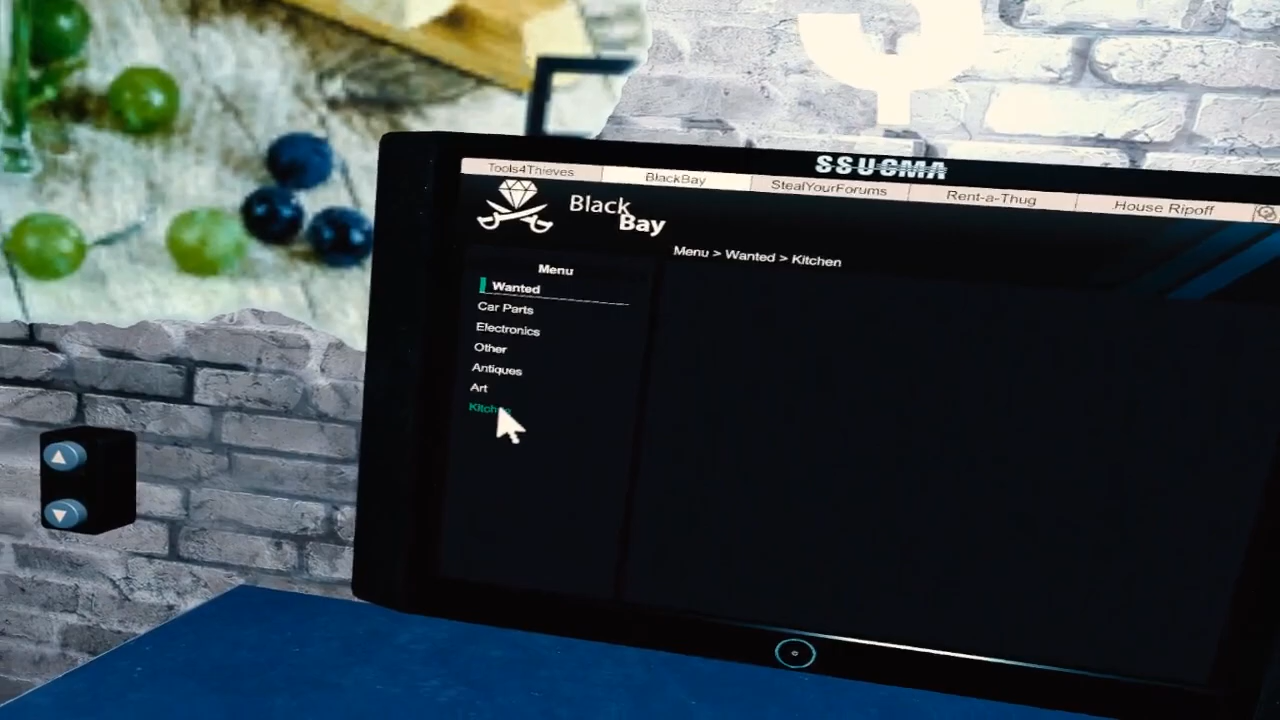 SSUGMA
Tools4Thieves
BlackBay
StealYourForums
Rent-a-Thug
House Ripoff
Black
Bay
Menu > Wanted > Kitchen
Menu
Wanted
Car Parts
Electronics
Other
Antiques
Art
Kitchen